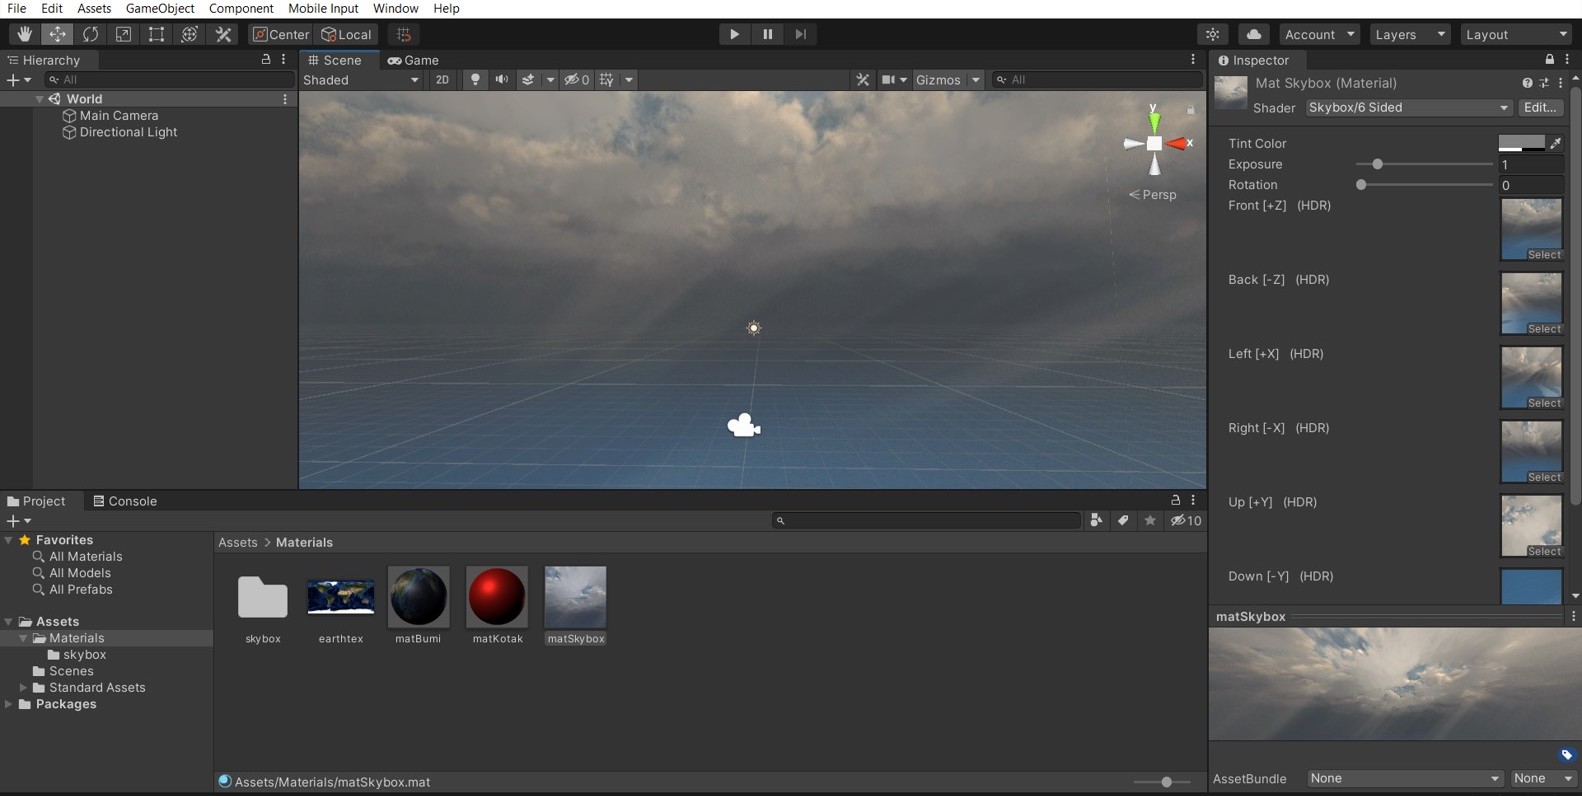 File Edit Assets GameObject Component Mobile Input Window Help
Center Local Account Layers Layout
Hierarchy
All
World
Main Camera
Directional Light
Scene Game
Shaded 2D 0 Gizmos All
y
x
Persp
Inspector
Mat Skybox (Material)
Shader Skybox/6 Sided Edit...
Tint Color
Exposure 1
Rotation 0
Front [+Z] (HDR)
Select
Back [-Z] (HDR)
Select
Left [+X] (HDR)
Select
Right [-X] (HDR)
Select
Up [+Y] (HDR)
Select
Down [-Y] (HDR)
matSkybox
AssetBundle None None
Project Console
10
Favorites
All Materials
All Models
All Prefabs
Assets
Materials
skybox
Scenes
Standard Assets
Packages
Assets > Materials
skybox earthtex matBumi matKotak matSkybox
Assets/Materials/matSkybox.mat